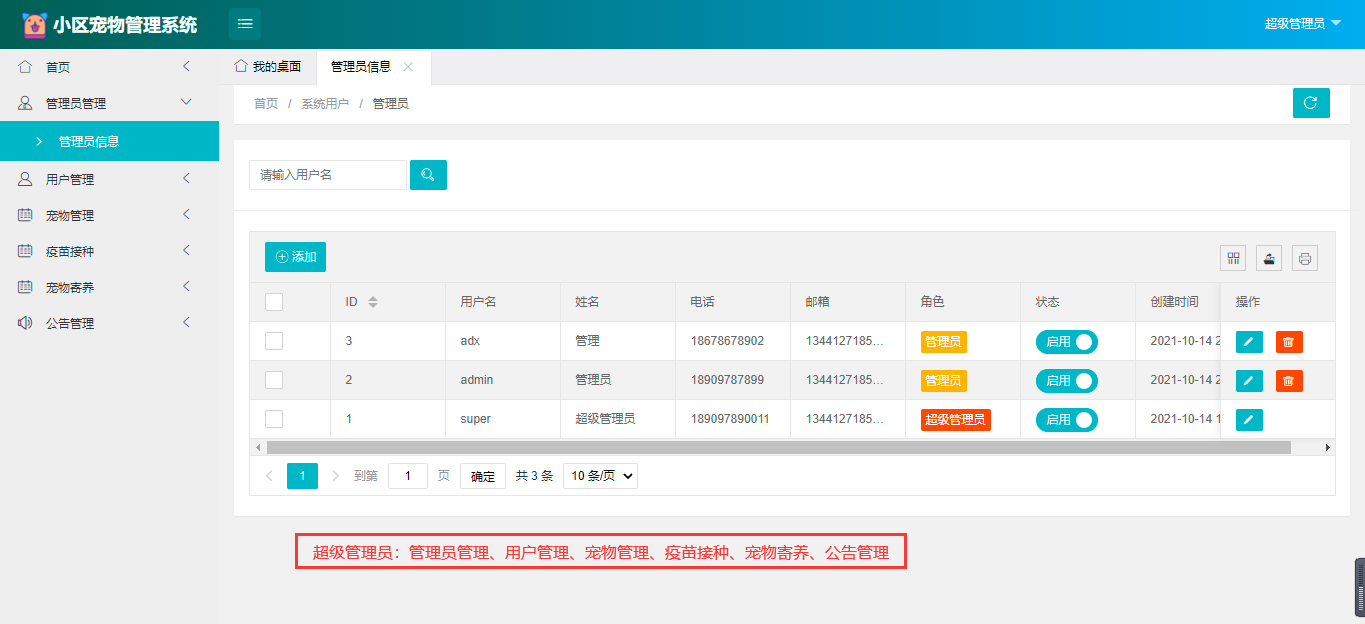 小区宠物管理系统
超级管理员
首页
管理员管理
管理员信息
用户管理
宠物管理
疫苗接种
宠物寄养
公告管理
我的桌面 管理员信息
首页 / 系统用户 / 管理员
请输入用户名
添加
ID 用户名 姓名 电话 邮箱 角色 状态 创建时间 操作
3 adx 管理 18678678902 1344127185... 管理员 启用 2021-10-14 2
2 admin 管理员 18909787899 1344127185... 管理员 启用 2021-10-14 2
1 super 超级管理员 189097890011 1344127185... 超级管理员 启用 2021-10-14 1
1 到第 1 页 确定 共 3 条 10 条/页
超级管理员：管理员管理、用户管理、宠物管理、疫苗接种、宠物寄养、公告管理